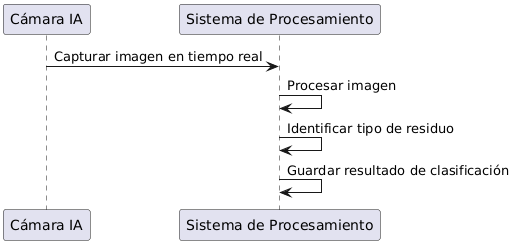 Cámara IA
Sistema de Procesamiento
Capturar imagen en tiempo real
Procesar imagen
Identificar tipo de residuo
Guardar resultado de clasificación
Cámara IA
Sistema de Procesamiento